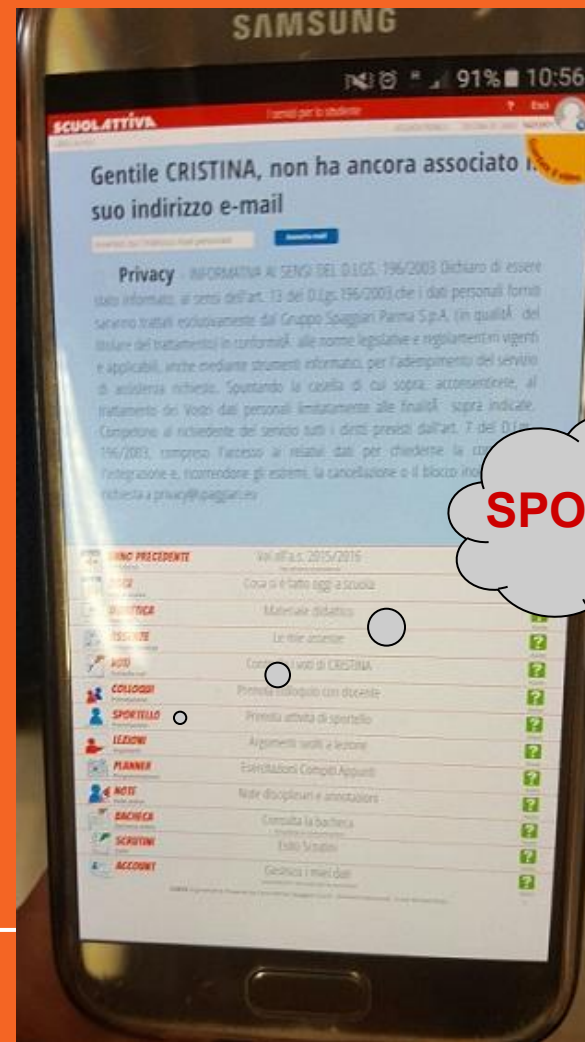 SAMSUNG
91% 10:56
SCUOLATTIVA
I servizi per lo studente
? Esci
Gentile CRISTINA, non ha ancora associato
suo indirizzo e-mail
Privacy - INFORMATIVA AI SENSI DEL D.LGS. 196/2003 Dichiaro di essere
stato informato, ai sensi dell'art. 13 del D.Lgs. 196/2003,che i dati personali forniti
saranno trattati esclusivamente dal Gruppo Spaggiari Parma S.p.A. (in qualitÃ del
titolare del trattamento) in conformitÃ alle norme legislative e regolamentari vigenti
e applicabili, anche mediante strumenti informatici, per l'adempimento del servizio
di assistenza richiesto. Spuntando la casella di cui sopra, acconsentirete, al
trattamento dei Vostri dati personali limitatamente alle finalitÃ sopra indicate.
Competono al richiedente del servizio tutti i diritti previsti dall'art. 7 del D.Lgs.
196/2003, compreso l'accesso ai relativi dati per chiederne la
l'integrazione e, ricorrendone gli estremi, la cancellazione o il blocco
richiesta a privacy@spaggiari.eu
SPO
ANNO PRECEDENTE Vai all'a.s. 2015/2016
OGGI Cosa si è fatto oggi a scuola
DIDATTICA Materiale didattico
ASSENZE Le mie assenze
VOTI i voti di CRISTINA
COLLOQUI Prenota colloquio con docente
SPORTELLO Prenota attività di sportello
LEZIONI Argomenti svolti a lezione
PLANNER Esercitazioni Compiti Appunti
NOTE Note disciplinari e annotazioni
BACHECA Consulta la bacheca
SCRUTINI Esito Scrutini
ACCOUNT Gestisci i miei dati